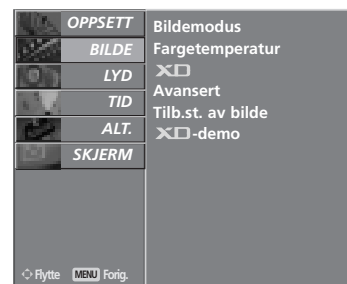 OPPSETT
BILDE
LYD
TID
ALT.
SKJERM
Flytte MENU Forig.
Bildemodus
Fargetemperatur
XD
Avansert
Tilb.st. av bilde
XD-demo